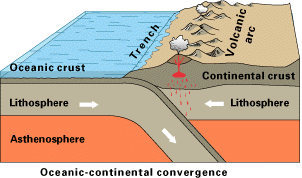 Trench
Volcanic
arc
Oceanic crust
Continental crust
Lithosphere
Lithosphere
Asthenosphere
Oceanic-continental convergence